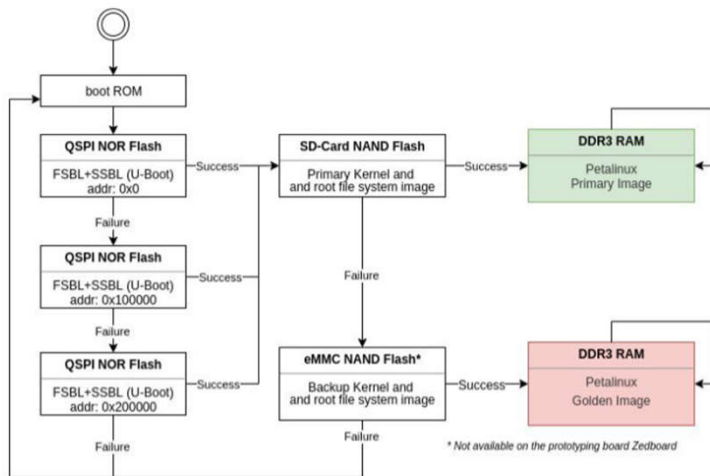 boot ROM
QSPI NOR Flash
FSBL+SSBL (U-Boot)
addr: 0x0
Success
Failure
QSPI NOR Flash
FSBL+SSBL (U-Boot)
addr: 0x100000
Success
Failure
QSPI NOR Flash
FSBL+SSBL (U-Boot)
addr: 0x200000
Success
Failure
SD-Card NAND Flash
Primary Kernel and
and root file system image
Success
Failure
eMMC NAND Flash*
Backup Kernel and
and root file system image
Success
Failure
DDR3 RAM
Petalinux
Primary Image
DDR3 RAM
Petalinux
Golden Image
* Not available on the prototyping board Zedboard